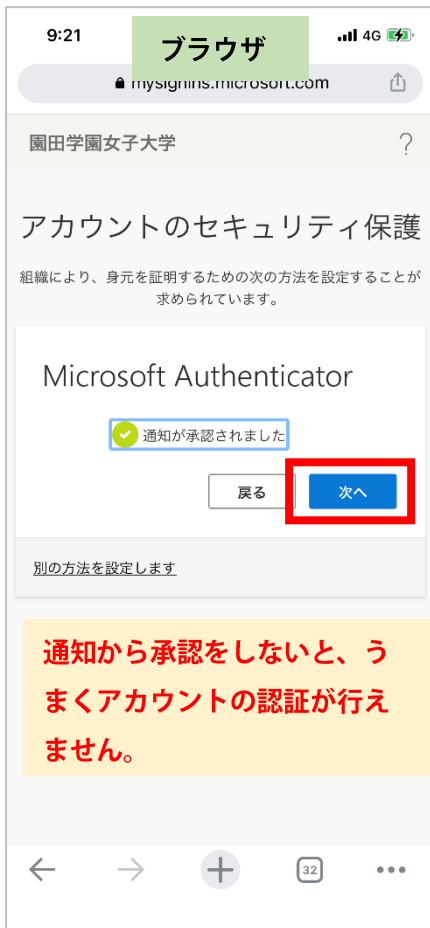 9:21
4G
ブラウザ
mysignins.microsoft.com
園田学園女子大学
?
アカウントのセキュリティ保護
組織により、身元を証明するための次の方法を設定することが
求められています。
Microsoft Authenticator
通知が承認されました
戻る
次へ
別の方法を設定します
通知から承認をしないと、う
まくアカウントの認証が行え
ません。
32